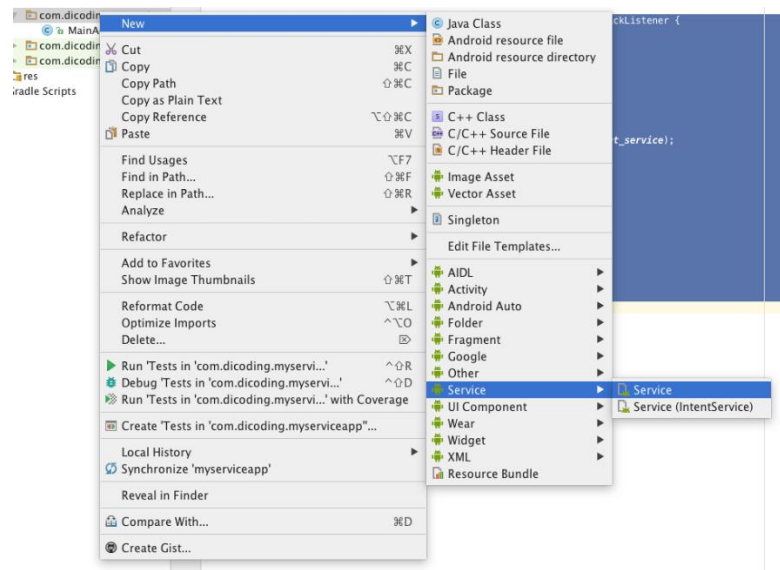 com.dicodin
MainA
com.dicodin
com.dicodin
res
Gradle Scripts
New
Cut ⌘X
Copy ⌘C
Copy Path ⇧⌘C
Copy as Plain Text
Copy Reference ⌥⇧⌘C
Paste ⌘V
Find Usages ⌥F7
Find in Path... ⇧⌘F
Replace in Path... ⇧⌘R
Analyze
Refactor
Add to Favorites
Show Image Thumbnails ⇧⌘T
Reformat Code ⌥⌘L
Optimize Imports ^⌥O
Delete... ⌦
Run 'Tests in 'com.dicoding.myservi...' ^⇧R
Debug 'Tests in 'com.dicoding.myservi...' ^⇧D
Run 'Tests in 'com.dicoding.myservi...' with Coverage
Create 'Tests in 'com.dicoding.myserviceapp''...
Local History
Synchronize 'myserviceapp'
Reveal in Finder
Compare With... ⌘D
Create Gist...
Java Class
Android resource file
Android resource directory
File
Package
C++ Class
C/C++ Source File
C/C++ Header File
Image Asset
Vector Asset
Singleton
Edit File Templates...
AIDL
Activity
Android Auto
Folder
Fragment
Google
Other
Service
UI Component
Wear
Widget
XML
Resource Bundle
Service
Service (IntentService)
ckListener {
t_service);